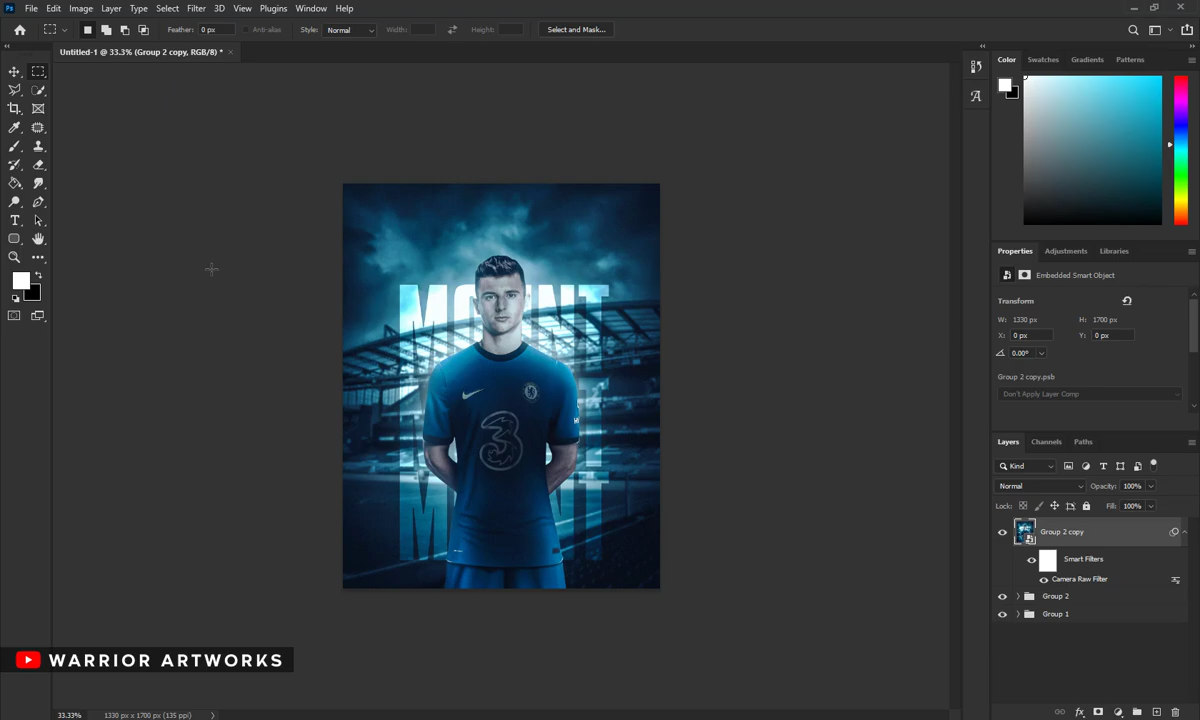 Ps File Edit Image Layer Type Select Filter 3D View Plugins Window Help
Feather: 0 px Anti-alias Style: Normal Width: Height: Select and Mask...
Untitled-1 @ 33.3% (Group 2 copy, RGB/8) * ×
Color Swatches Gradients Patterns
Properties Adjustments Libraries
Embedded Smart Object
Transform
W: 1330 px H: 1700 px
X: 0 px Y: 0 px
0.00°
Group 2 copy.psb
Don't Apply Layer Comp
Layers Channels Paths
Kind
Normal Opacity: 100%
Lock: Fill: 100%
Group 2 copy
Smart Filters
Camera Raw Filter
Group 2
Group 1
MOUNT
3
WARRIOR ARTWORKS
33.33% 1330 px x 1700 px (135 ppi)